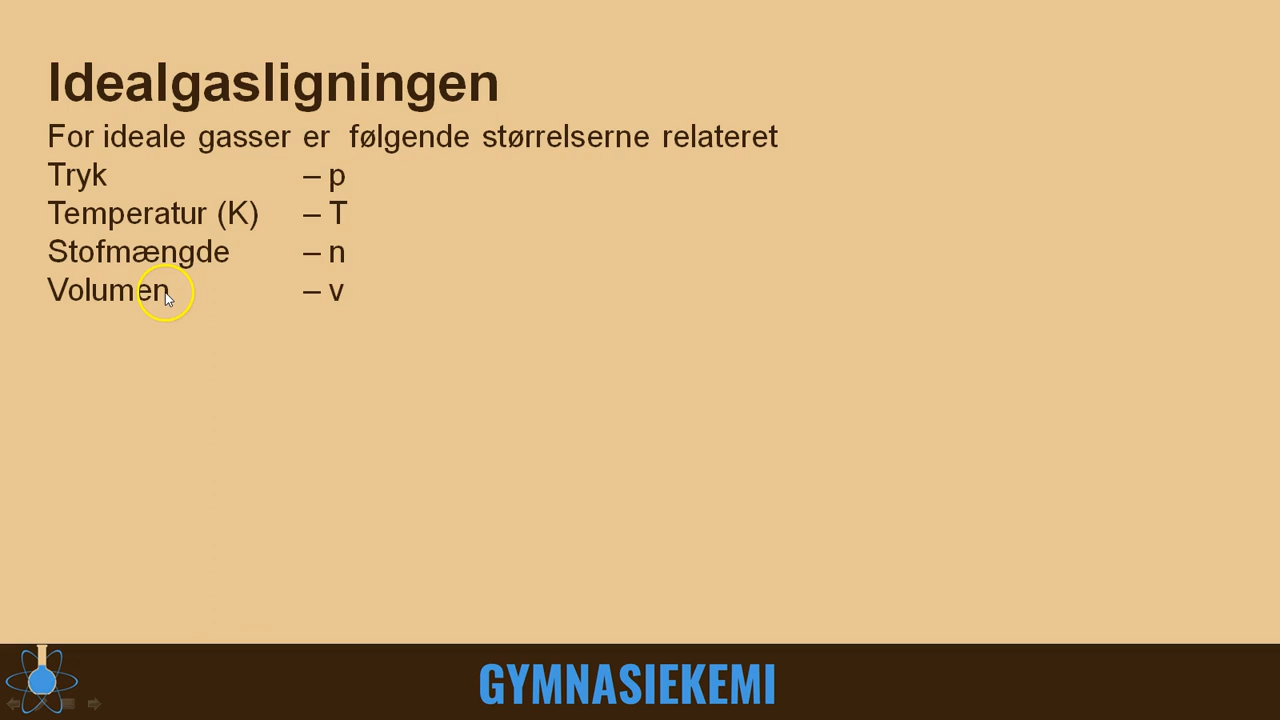 Idealgasligningen
For ideale gasser er følgende størrelserne relateret
Tryk – p
Temperatur (K) – T
Stofmængde – n
Volumen – v
GYMNASIEKEMI